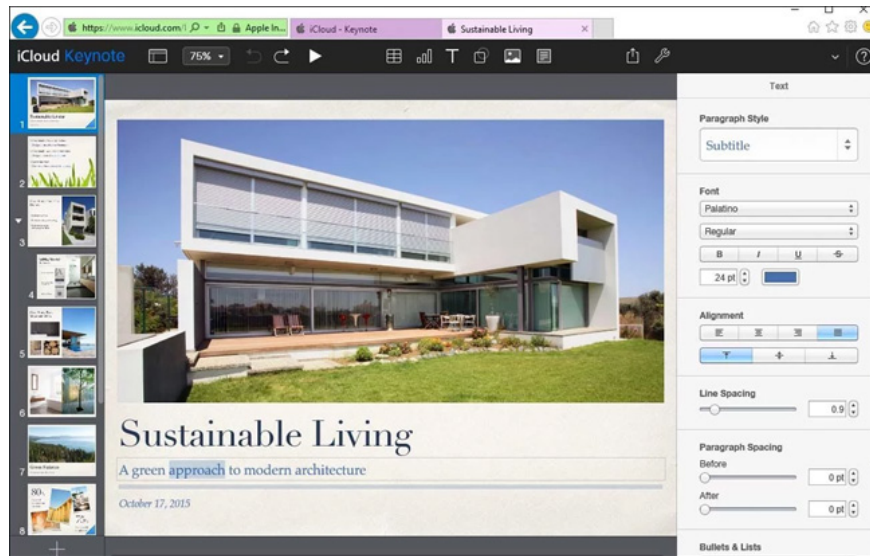 https://www.icloud.com/
Apple In...
iCloud - Keynote
Sustainable Living
iCloud Keynote
75%
Text
Paragraph Style
Subtitle
Font
Palatino
Regular
B I U S
24 pt
Alignment
Line Spacing
0.9
Paragraph Spacing
Before
0 pt
After
0 pt
Bullets & Lists
1
2
3
4
5
6
7
8
80%
Sustainable Living
A green approach to modern architecture
October 17, 2015